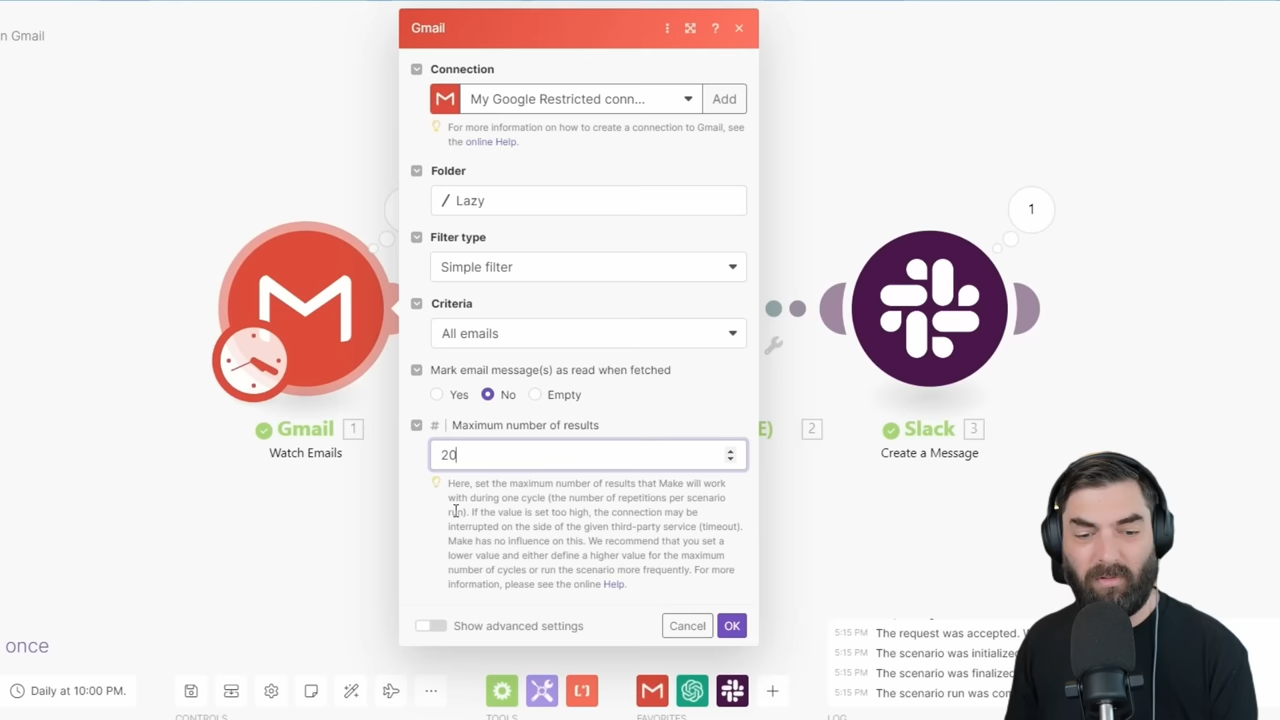 n Gmail
Gmail
?
Connection
My Google Restricted conn...
Add
For more information on how to create a connection to Gmail, see
the online Help.
Folder
/ Lazy
Filter type
Simple filter
Criteria
All emails
Mark email message(s) as read when fetched
Yes
No
Empty
# | Maximum number of results
20
Here, set the maximum number of results that Make will work
with during one cycle (the number of repetitions per scenario
run). If the value is set too high, the connection may be
interrupted on the side of the given third-party service (timeout).
Make has no influence on this. We recommend that you set a
lower value and either define a higher value for the maximum
number of cycles or run the scenario more frequently. For more
information, please see the online Help.
Show advanced settings
Cancel
OK
Gmail 1
Watch Emails
E) 2
1
Slack 3
Create a Message
once
Daily at 10:00 PM.
CONTROLS
TOOLS
FAVORITES
LOG
5:15 PM The request was accepted.
5:15 PM The scenario was initialized
5:15 PM The scenario was finalized
5:15 PM The scenario run was con